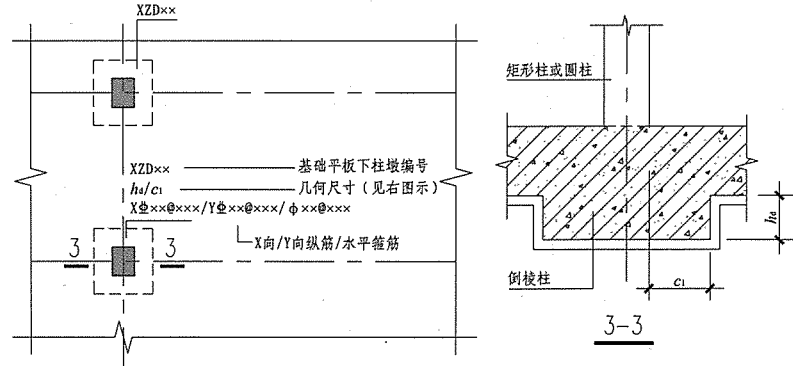 XZD××
XZD×× 基础平板下柱墩编号
hd/c1 几何尺寸（见右图示）
XΦ××@×××/YΦ××@×××/ф××@×××
X向/Y向纵筋/水平箍筋
3 3
矩形柱或圆柱
hd
倒棱柱
c1
3-3